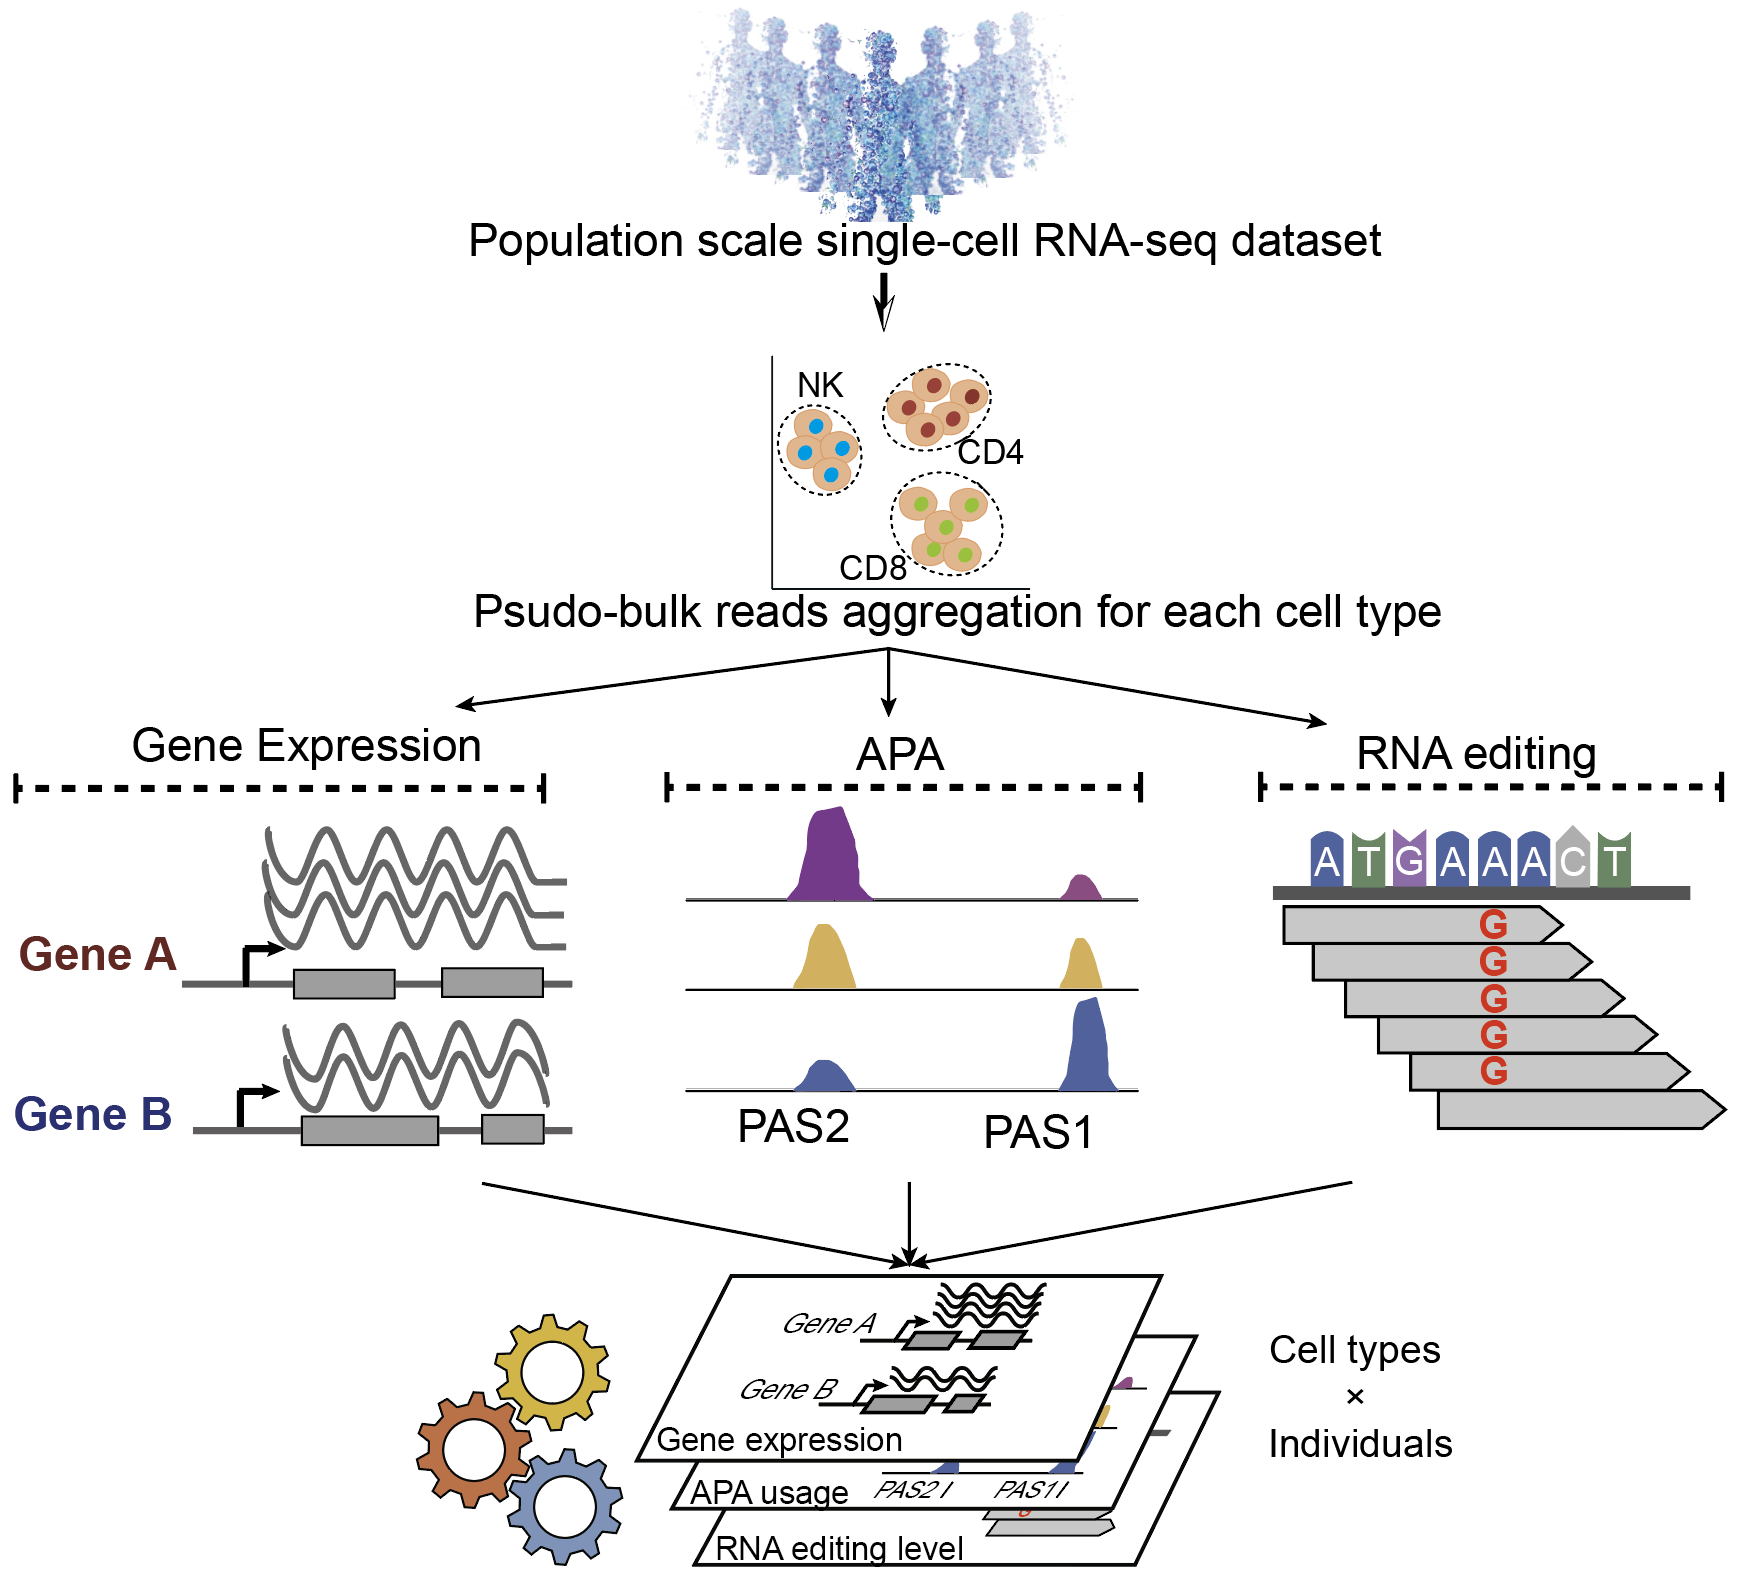 Population scale single-cell RNA-seq dataset
NK
CD4
CD8
Psudo-bulk reads aggregation for each cell type
Gene Expression
APA
RNA editing
A T G A A A C T
G
G
G
G
G
Gene A
Gene B
PAS2
PAS1
Gene A
Gene B
Gene expression
APA usage
PAS2 I
PAS1 I
G
RNA editing level
Cell types
×
Individuals